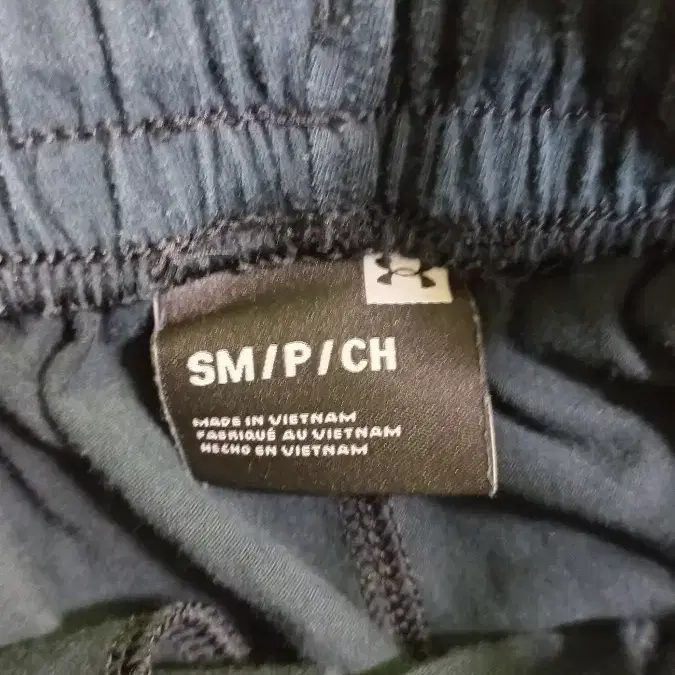 SM/P/CH
MADE IN VIETNAM
FABRIQUÉ AU VIETNAM
HECHO EN VIETNAM